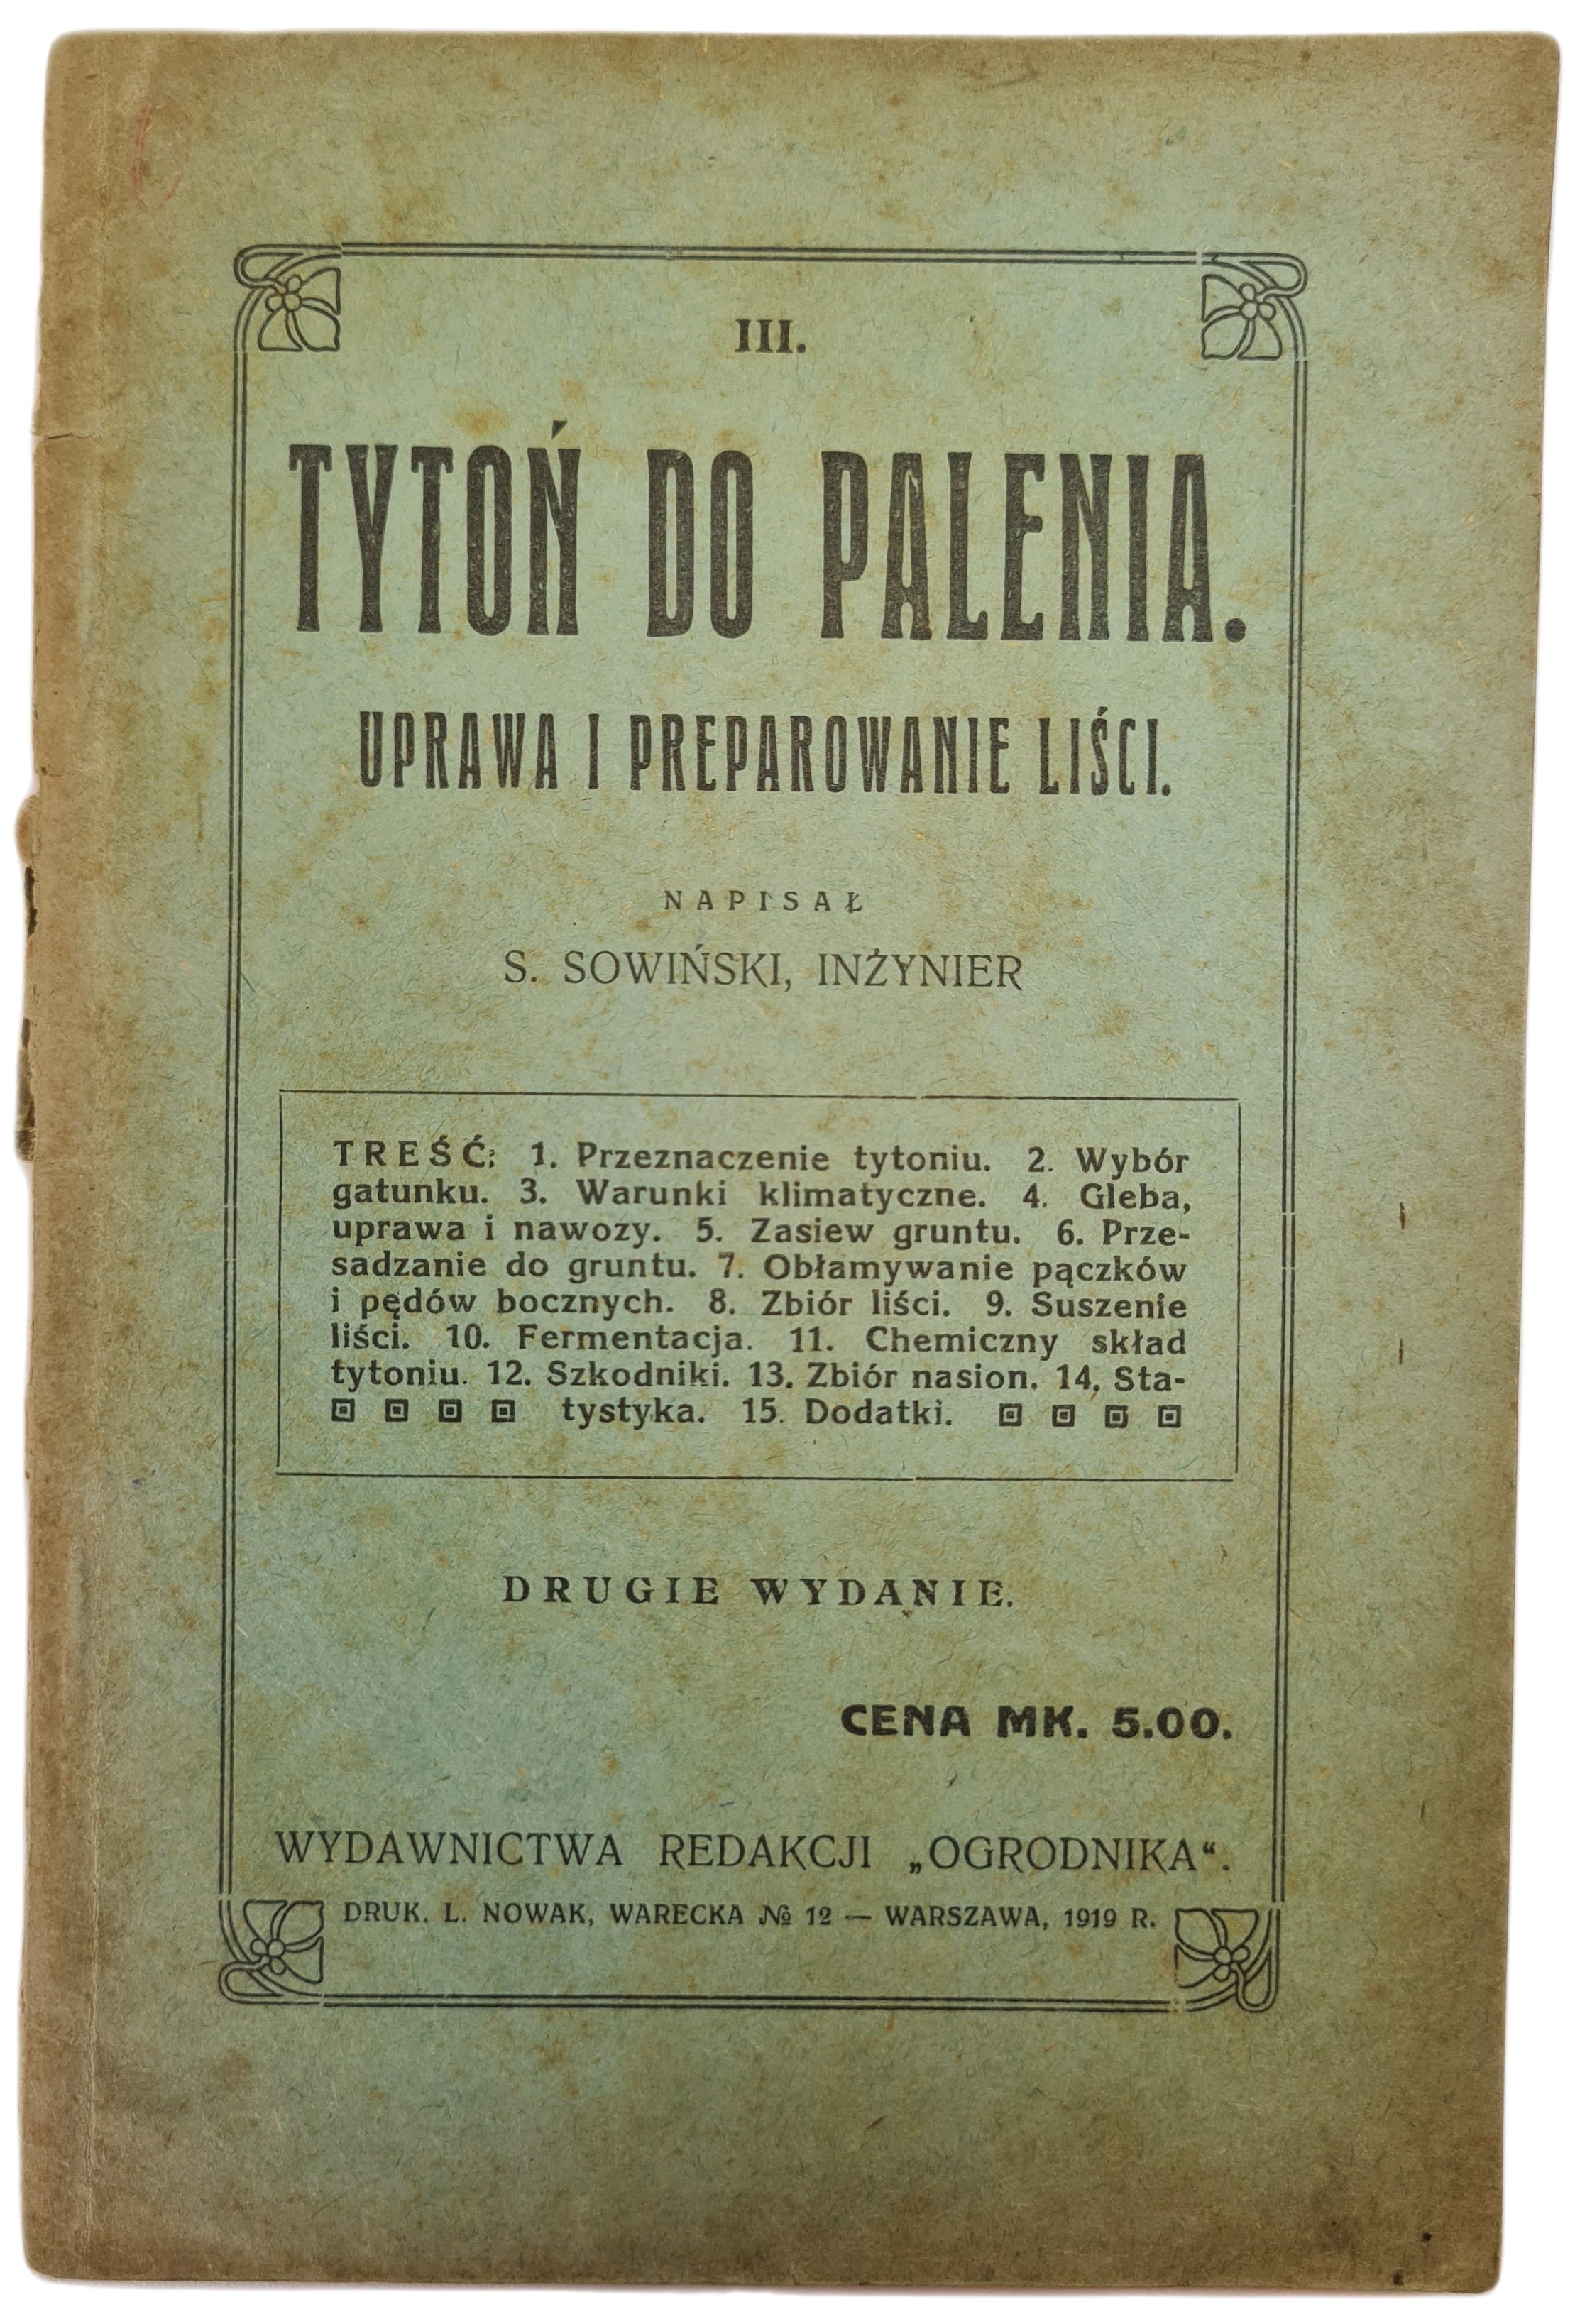 III.
TYTOŃ DO PALENIA.
UPRAWA I PREPAROWANIE LIŚCI.
NAPISAŁ
S. SOWIŃSKI, INŻYNIER
TREŚĆ: 1. Przeznaczenie tytoniu. 2. Wybór
gatunku. 3. Warunki klimatyczne. 4. Gleba,
uprawa i nawozy. 5. Zasiew gruntu. 6. Prze-
sadzanie do gruntu. 7. Obłamywanie pączków
i pędów bocznych. 8. Zbiór liści. 9. Suszenie
liści. 10. Fermentacja. 11. Chemiczny skład
tytoniu. 12. Szkodniki. 13. Zbiór nasion. 14. Sta-
tystyka. 15. Dodatki.
DRUGIE WYDANIE.
CENA MK. 5.00.
WYDAWNICTWA REDAKCJI „OGRODNIKA“.
DRUK. L. NOWAK, WARECKA № 12 — WARSZAWA, 1919 R.